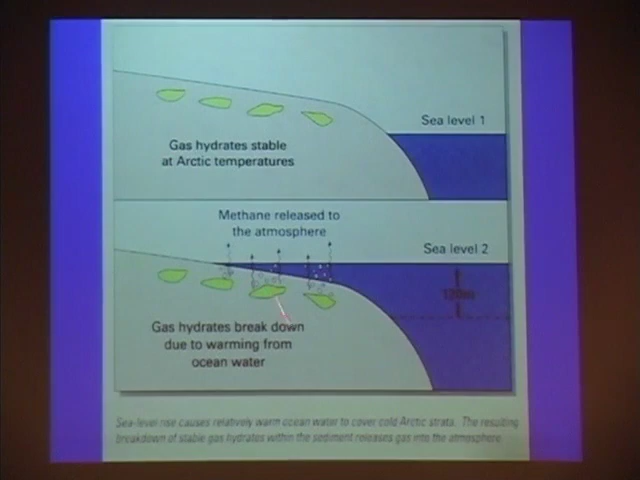 Sea level 1
Gas hydrates stable
at Arctic temperatures
Methane released to
the atmosphere
Sea level 2
120m
Gas hydrates break down
due to warming from
ocean water
Sea-level rise causes relatively warm ocean water to cover cold Arctic strata. The resulting
breakdown of stable gas hydrates within the sediment releases gas into the atmosphere